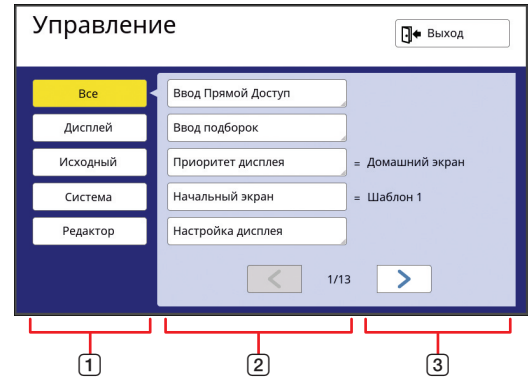 Управление
Выход
Все
Ввод Прямой Доступ
Дисплей
Ввод подборок
Исходный
Приоритет дисплея = Домашний экран
Система
Начальный экран = Шаблон 1
Редактор
Настройка дисплея
1/13
1 2 3